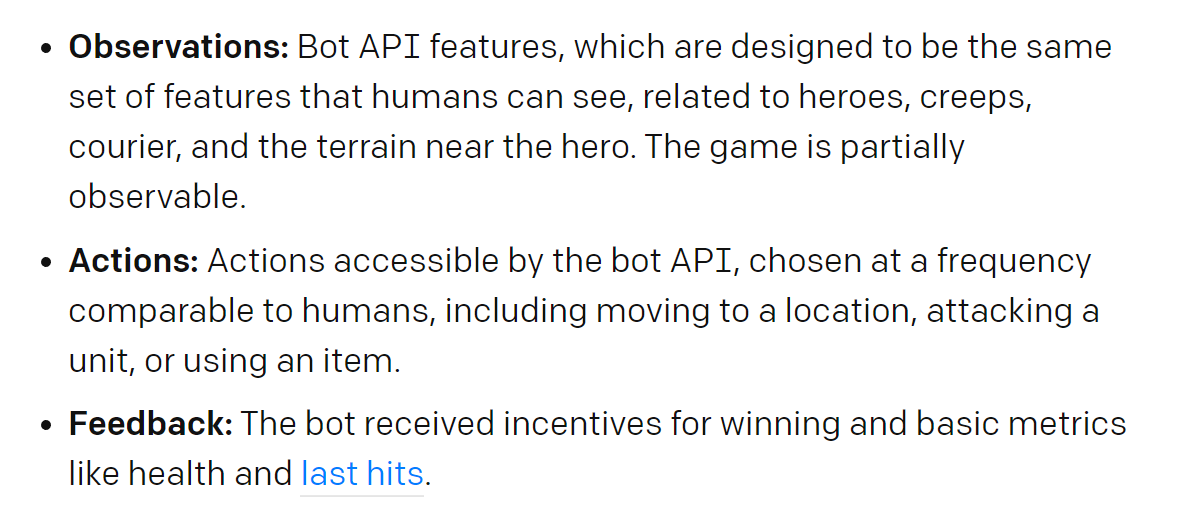 • Observations: Bot API features, which are designed to be the same
set of features that humans can see, related to heroes, creeps,
courier, and the terrain near the hero. The game is partially
observable.
• Actions: Actions accessible by the bot API, chosen at a frequency
comparable to humans, including moving to a location, attacking a
unit, or using an item.
• Feedback: The bot received incentives for winning and basic metrics
like health and last hits.